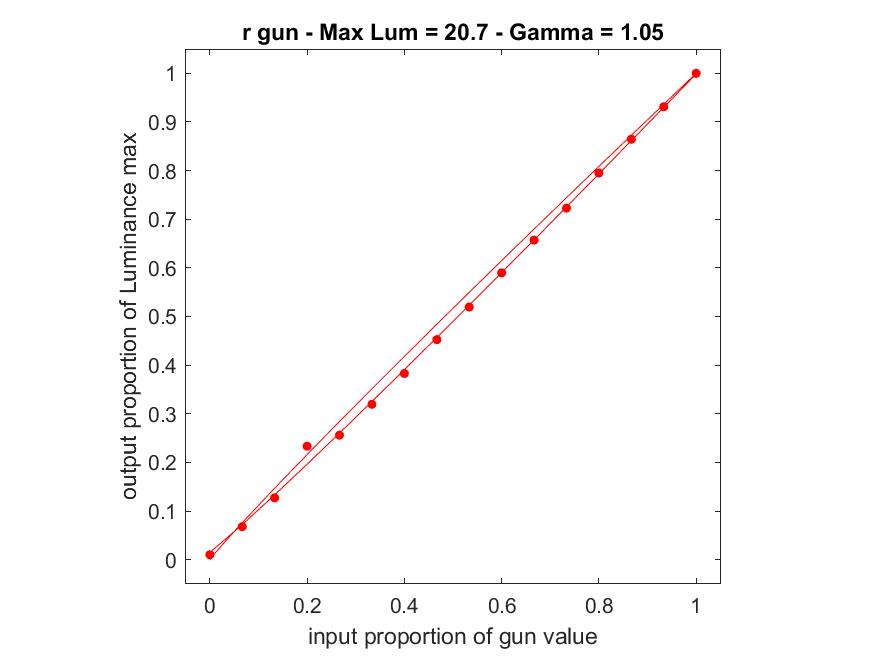 r gun - Max Lum = 20.7 - Gamma = 1.05
1
0.9
0.8
0.7
0.6
0.5
0.4
0.3
0.2
0.1
0
output proportion of Luminance max
0 0.2 0.4 0.6 0.8 1
input proportion of gun value